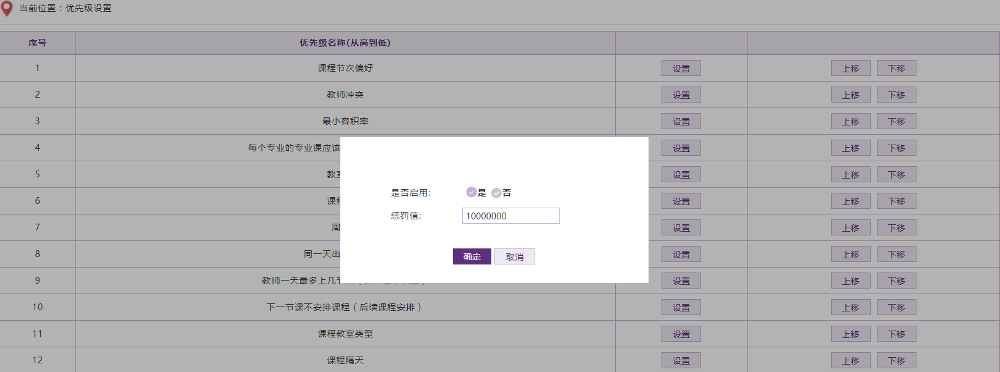 当前位置：优先级设置
序号 优先级名称(从高到低)
1 课程节次偏好 设置 上移 下移
2 教师冲突 设置 上移 下移
3 最小容积率 设置 上移 下移
4 每个专业的专业课应该 设置 上移 下移
5 教室 设置 上移 下移
6 课程 设置 上移 下移
7 周 设置 上移 下移
8 同一天出 设置 上移 下移
9 教师一天最多上几节 设置 上移 下移
10 下一节课不安排课程（后续课程安排） 设置 上移 下移
11 课程教室类型 设置 上移 下移
12 课程隔天 设置 上移 下移
是否启用: 是 否
惩罚值: 10000000
确定 取消